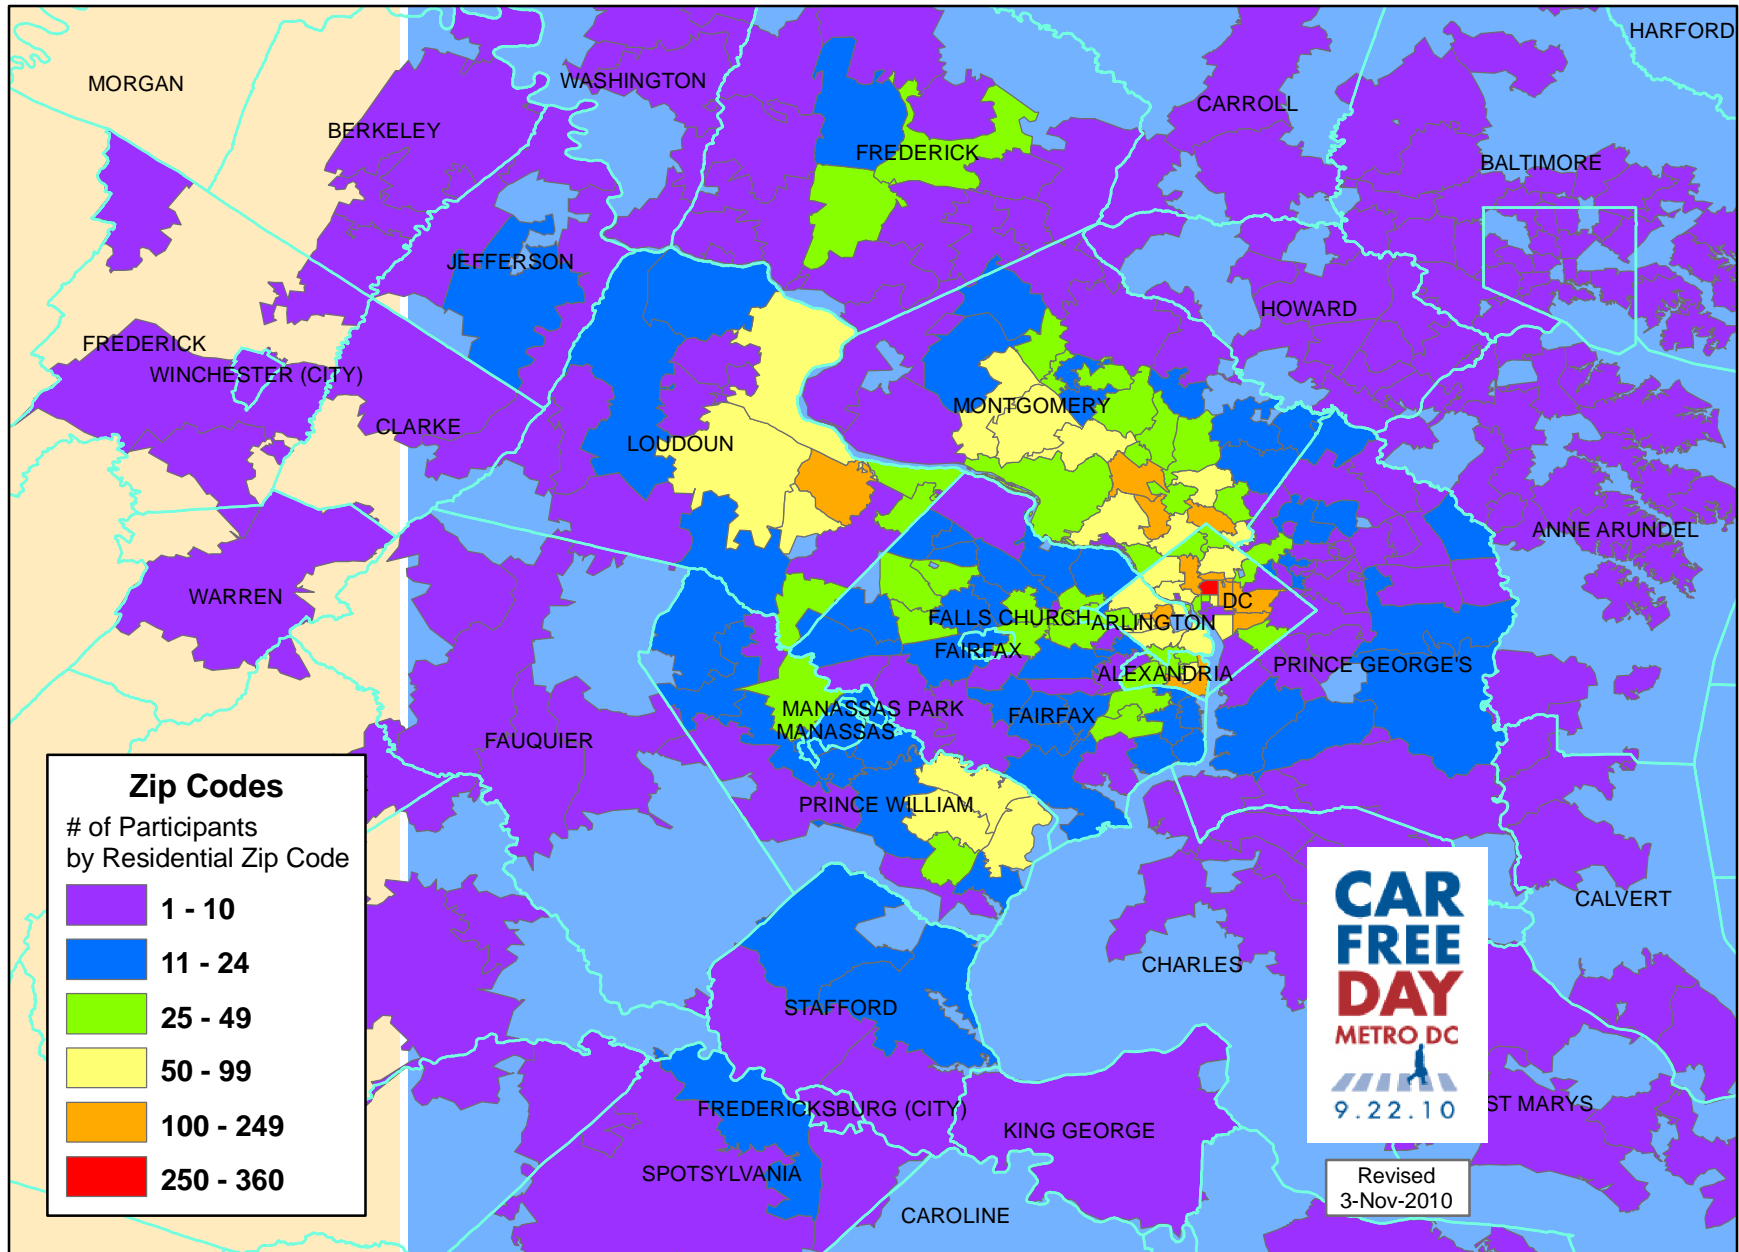 HARFORD
MORGAN
WASHINGTON
CARROLL
BERKELEY
FREDERICK
BALTIMORE
JEFFERSON
HOWARD
FREDERICK
WINCHESTER (CITY)
CLARKE
MONTGOMERY
LOUDOUN
ANNE ARUNDEL
WARREN
DC
FALLS CHURCH
ARLINGTON
FAIRFAX
ALEXANDRIA
PRINCE GEORGE'S
MANASSAS PARK
FAIRFAX
MANASSAS
FAUQUIER
PRINCE WILLIAM
CALVERT
CHARLES
STAFFORD
FREDERICKSBURG (CITY)
ST MARYS
KING GEORGE
SPOTSYLVANIA
CAROLINE
Zip Codes
# of Participants
by Residential Zip Code
1 - 10
11 - 24
25 - 49
50 - 99
100 - 249
250 - 360
CAR
FREE
DAY
METRO DC
9.22.10
Revised
3-Nov-2010